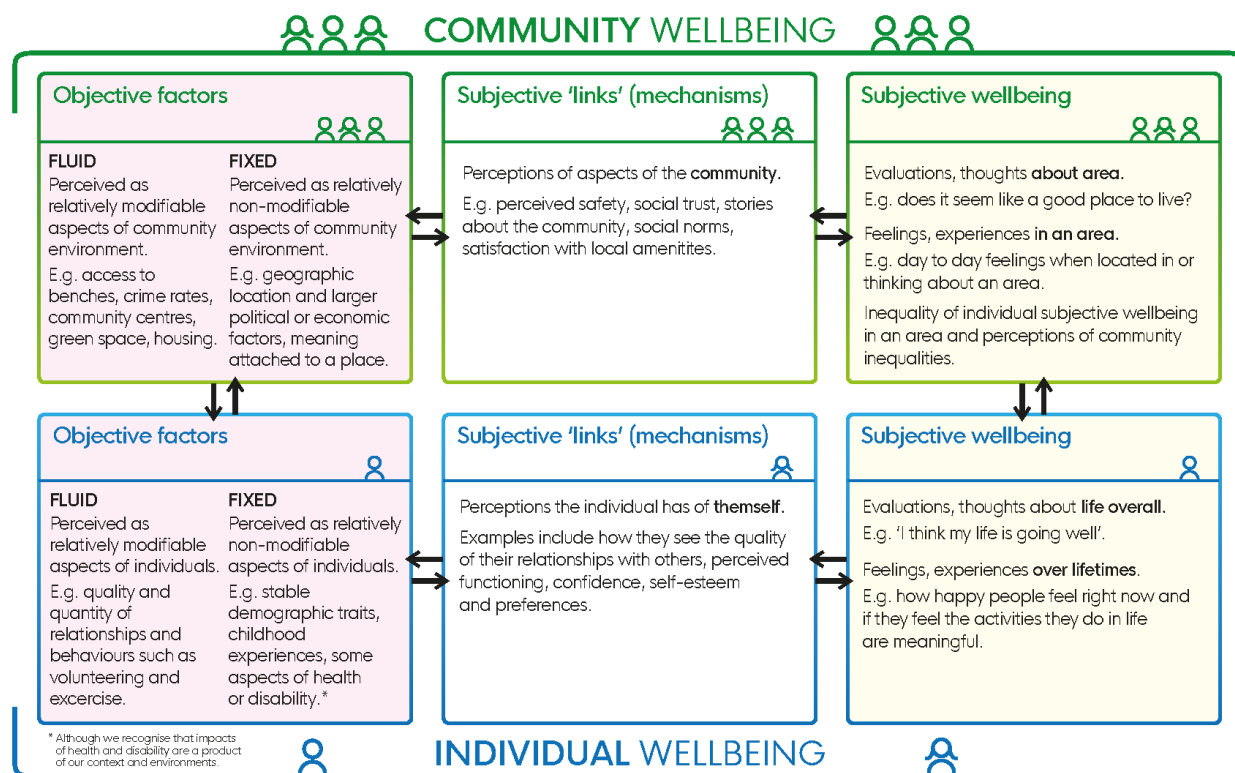 COMMUNITY WELLBEING
Objective factors
FLUID
Perceived as
relatively modifiable
aspects of community
environment.
E.g. access to
benches, crime rates,
community centres,
green space, housing.
FIXED
Perceived as relatively
non-modifiable
aspects of community
environment.
E.g. geographic
location and larger
political or economic
factors, meaning
attached to a place.
Subjective ‘links’ (mechanisms)
Perceptions of aspects of the community.
E.g. perceived safety, social trust, stories
about the community, social norms,
satisfaction with local amenitites.
Subjective wellbeing
Evaluations, thoughts about area.
E.g. does it seem like a good place to live?
Feelings, experiences in an area.
E.g. day to day feelings when located in or
thinking about an area.
Inequality of individual subjective wellbeing
in an area and perceptions of community
inequalities.
Objective factors
FLUID
Perceived as
relatively modifiable
aspects of individuals.
E.g. quality and
quantity of
relationships and
behaviours such as
volunteering and
excercise.
FIXED
Perceived as relatively
non-modifiable
aspects of individuals.
E.g. stable
demographic traits,
childhood
experiences, some
aspects of health
or disability.*
Subjective ‘links’ (mechanisms)
Perceptions the individual has of themself.
Examples include how they see the quality
of their relationships with others, perceived
functioning, confidence, self-esteem
and preferences.
Subjective wellbeing
Evaluations, thoughts about life overall.
E.g. ‘I think my life is going well’.
Feelings, experiences over lifetimes.
E.g. how happy people feel right now and
if they feel the activities they do in life
are meaningful.
* Although we recognise that impacts
of health and disability are a product
of our context and environments.
INDIVIDUAL WELLBEING